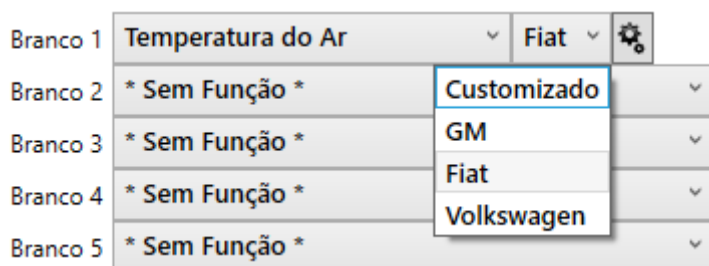 Branco 1 Temperatura do Ar Fiat
Branco 2 * Sem Função * Customizado
Branco 3 * Sem Função * GM
Fiat
Branco 4 * Sem Função *
Volkswagen
Branco 5 * Sem Função *